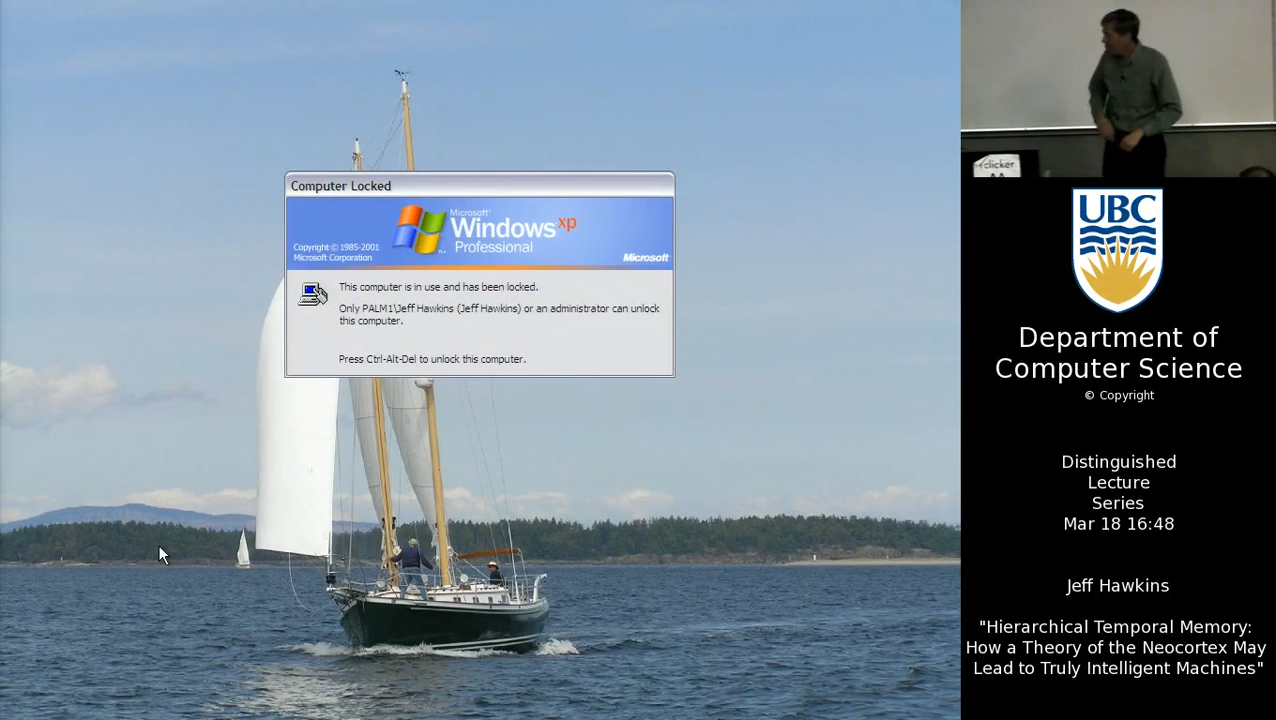 Computer Locked
Microsoft®
Windows xp
Professional
Copyright © 1985-2001
Microsoft Corporation
Microsoft
This computer is in use and has been locked.
Only PALM1\Jeff Hawkins (Jeff Hawkins) or an administrator can unlock
this computer.
Press Ctrl-Alt-Del to unlock this computer.
clicker
UBC
Department of
Computer Science
© Copyright
Distinguished
Lecture
Series
Mar 18 16:48
Jeff Hawkins
"Hierarchical Temporal Memory:
How a Theory of the Neocortex May
Lead to Truly Intelligent Machines"